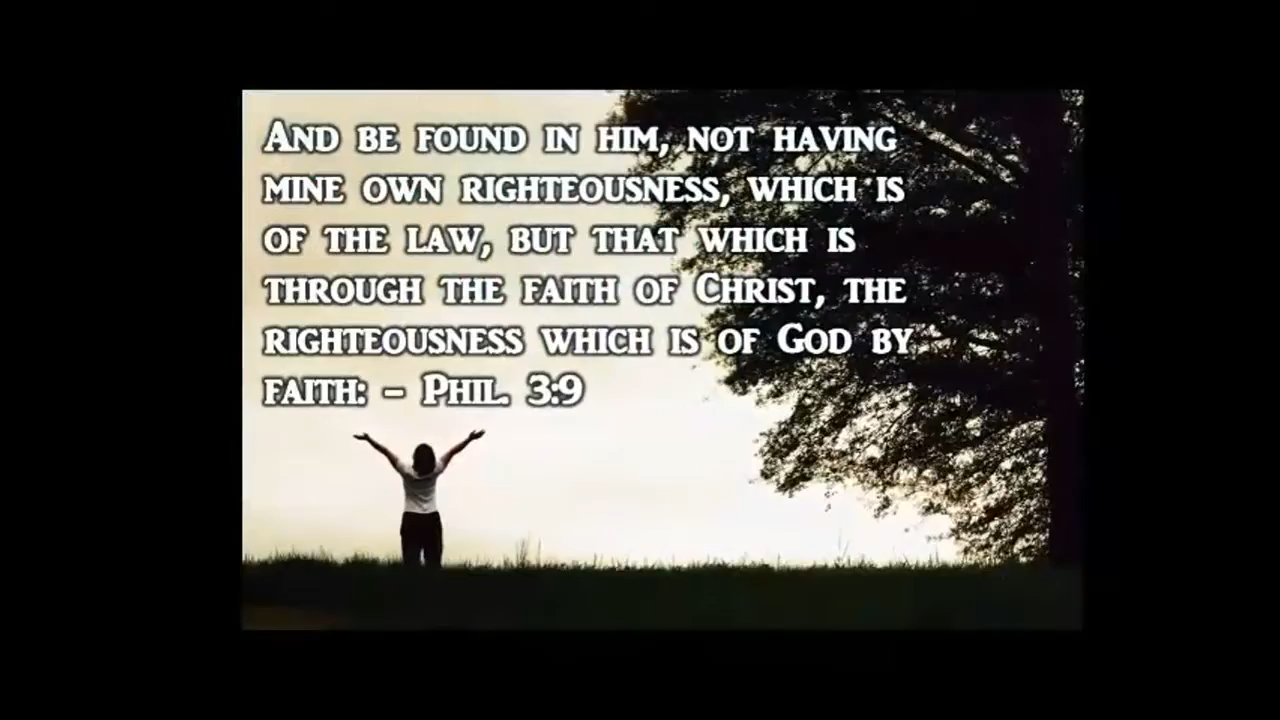 And be found in him, not having
mine own righteousness, which is
of the law, but that which is
through the faith of Christ, the
righteousness which is of God by
faith: – Phil. 3:9